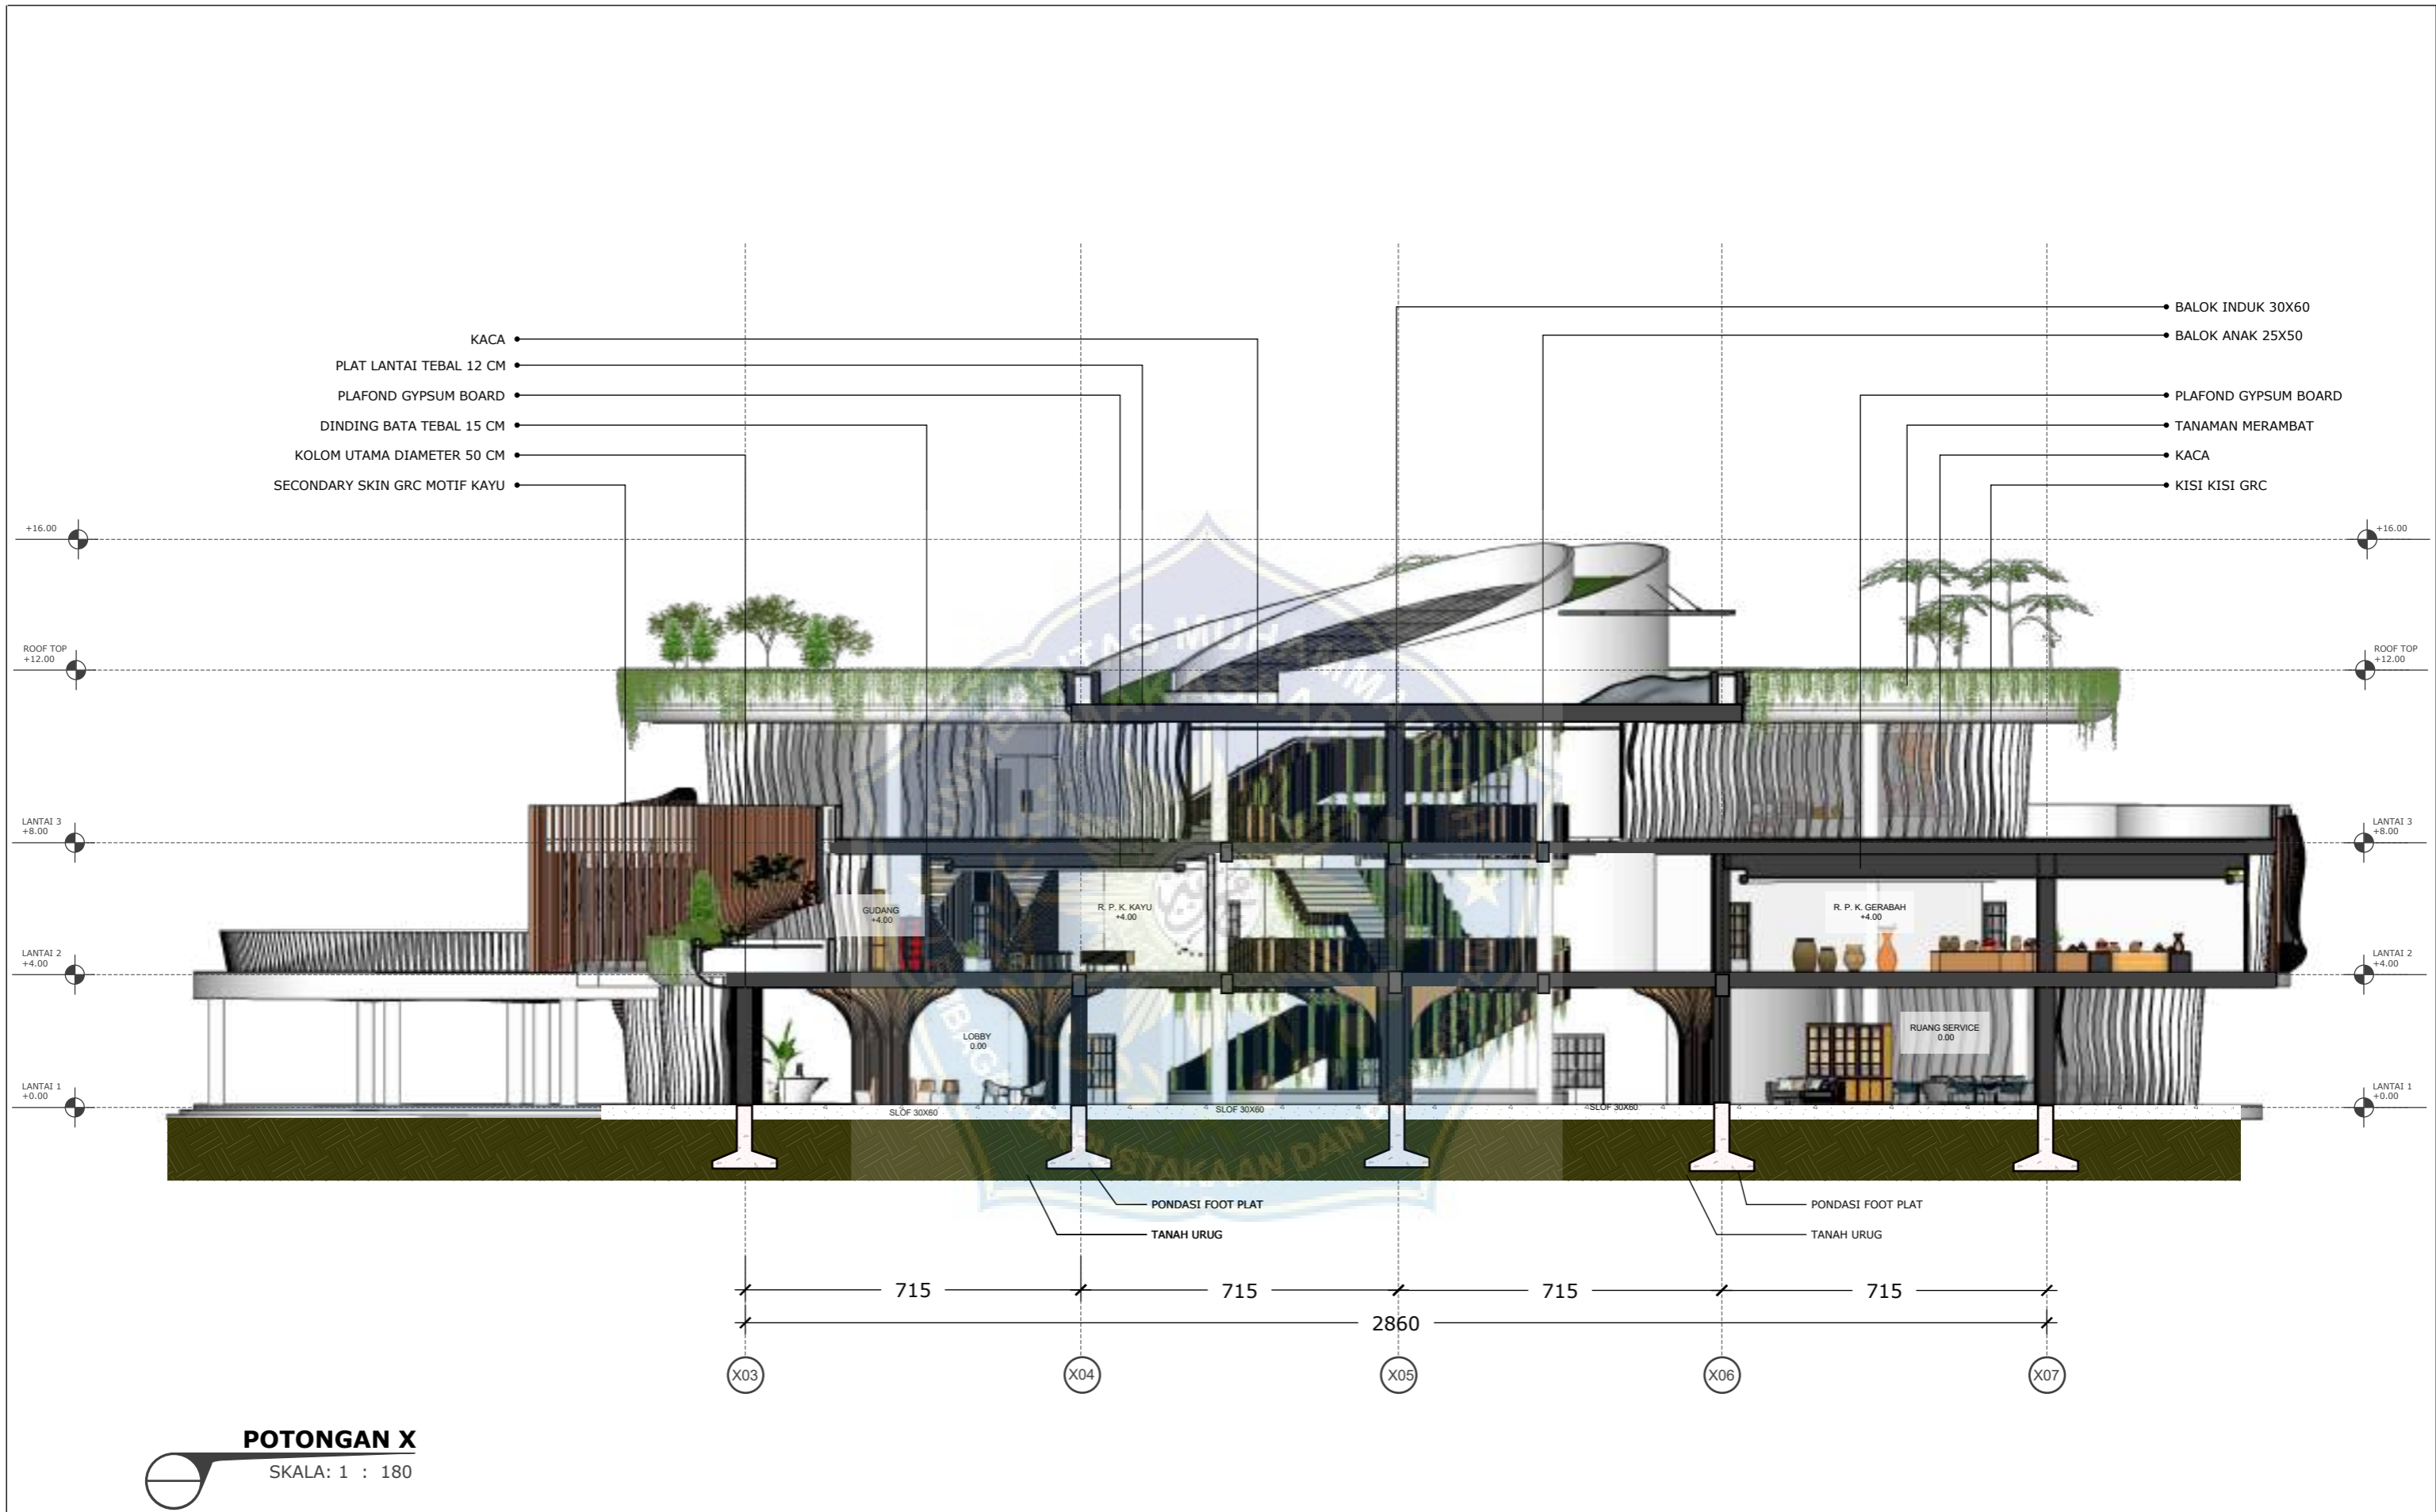 BALOK INDUK 30X60
BALOK ANAK 25X50
KACA
PLAT LANTAI TEBAL 12 CM
PLAFOND GYPSUM BOARD
DINDING BATA TEBAL 15 CM
KOLOM UTAMA DIAMETER 50 CM
SECONDARY SKIN GRC MOTIF KAYU
PLAFOND GYPSUM BOARD
TANAMAN MERAMBAT
KACA
KISI KISI GRC
+16.00
+16.00
ROOF TOP
+12.00
ROOF TOP
+12.00
LANTAI 3
+8.00
LANTAI 3
+8.00
GUDANG
+4.00
R. P. K. KAYU
+4.00
R. P. K. GERABAH
+4.00
LANTAI 2
+4.00
LANTAI 2
+4.00
LOBBY
0.00
RUANG SERVICE
0.00
LANTAI 1
+0.00
LANTAI 1
+0.00
SLOF 30X60
SLOF 30X60
SLOF 30X60
PONDASI FOOT PLAT
TANAH URUG
PONDASI FOOT PLAT
TANAH URUG
715
715
715
715
2860
X03
X04
X05
X06
X07
POTONGAN X
SKALA: 1 : 180